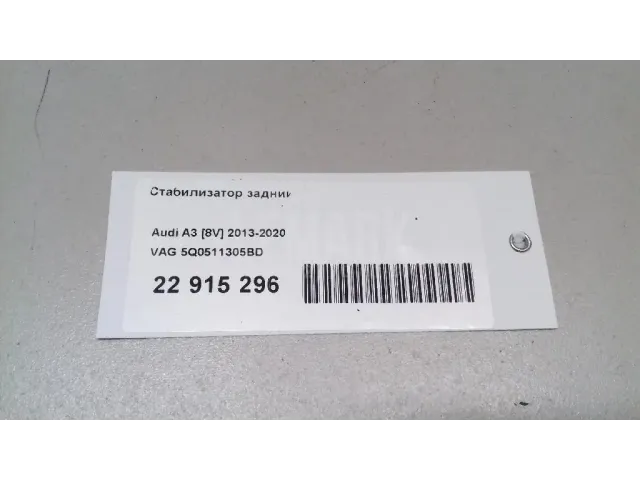 Стабилизатор задний
Audi A3 [8V] 2013-2020
VAG 5Q0511305BD
22 915 296